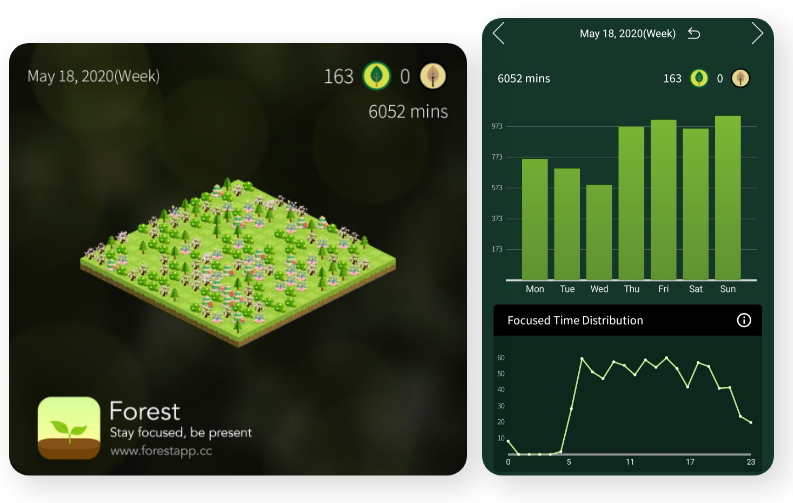 May 18, 2020(Week)
163 0
6052 mins
Forest
Stay focused, be present
www.forestapp.cc
May 18, 2020(Week)
6052 mins 163 0
973
773
573
373
173
Mon Tue Wed Thu Fri Sat Sun
Focused Time Distribution
60
50
40
30
20
10
0 5 11 17 23